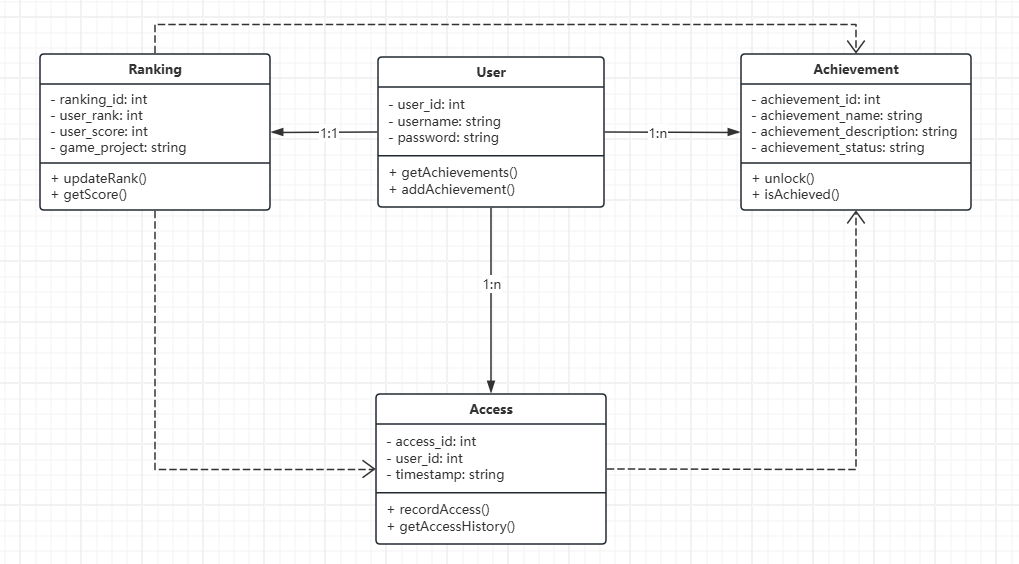 Ranking
- ranking_id: int
- user_rank: int
- user_score: int
- game_project: string
+ updateRank()
+ getScore()
1:1
User
- user_id: int
- username: string
- password: string
+ getAchievements()
+ addAchievement()
1:n
Achievement
- achievement_id: int
- achievement_name: string
- achievement_description: string
- achievement_status: string
+ unlock()
+ isAchieved()
1:n
Access
- access_id: int
- user_id: int
- timestamp: string
+ recordAccess()
+ getAccessHistory()